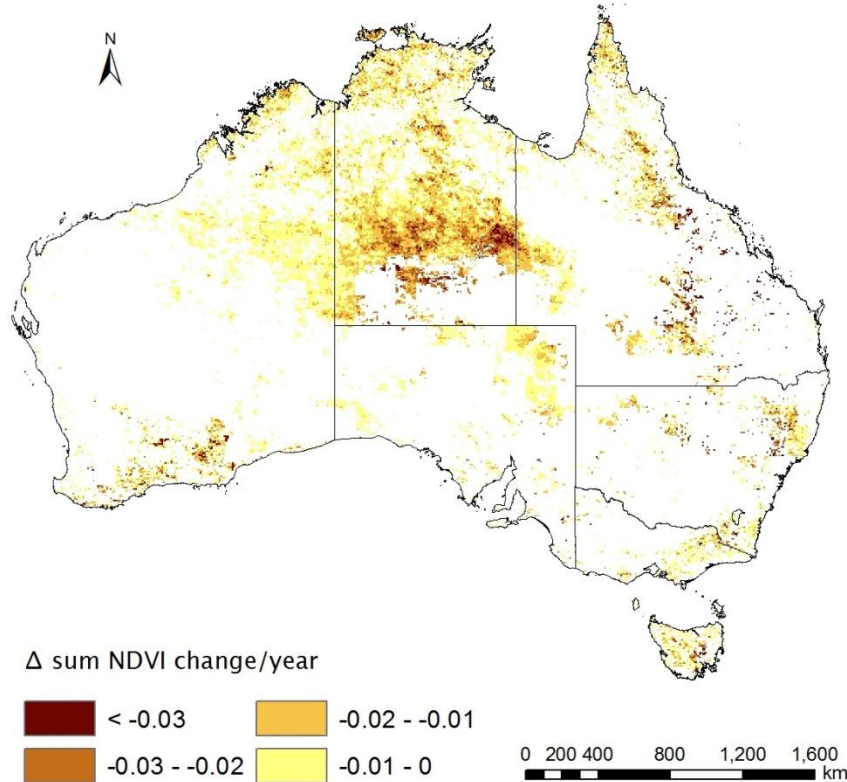 N
Δ sum NDVI change/year
< -0.03
-0.02 - -0.01
-0.03 - -0.02
-0.01 - 0
0 200 400 800 1,200 1,600
km